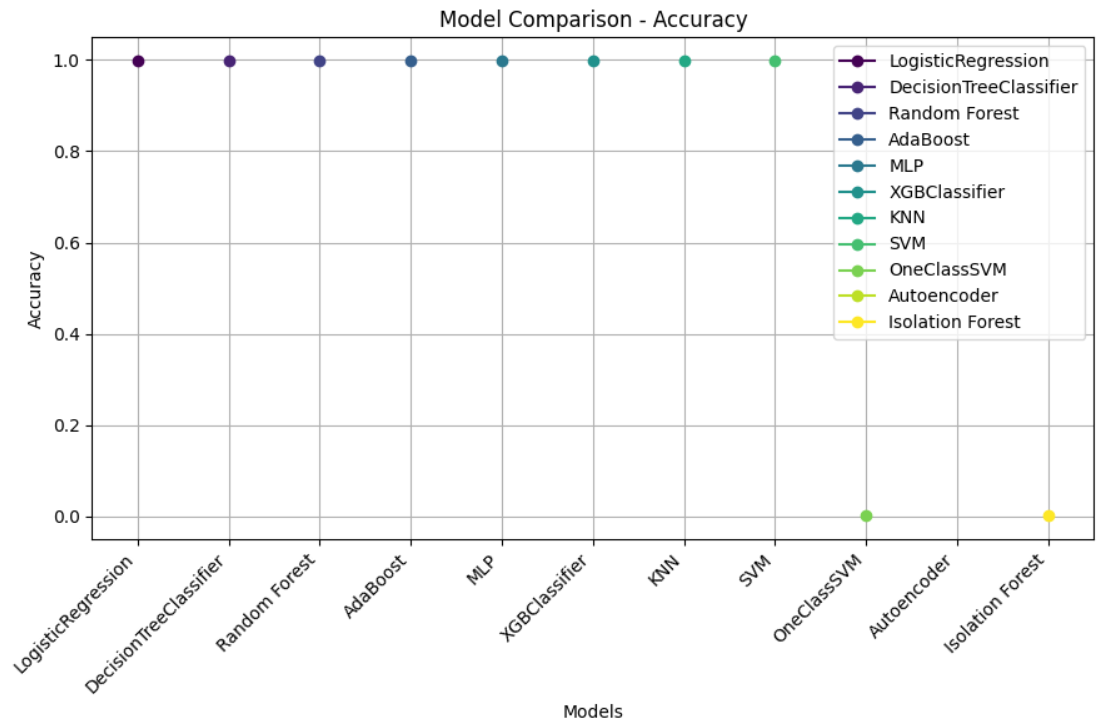 Model Comparison - Accuracy
1.0
0.8
0.6
0.4
0.2
0.0
Accuracy
LogisticRegression
DecisionTreeClassifier
Random Forest
AdaBoost
MLP
XGBClassifier
KNN
SVM
OneClassSVM
Autoencoder
Isolation Forest
LogisticRegression
DecisionTreeClassifier
Random Forest
AdaBoost
MLP
XGBClassifier
KNN
SVM
OneClassSVM
Autoencoder
Isolation Forest
Models